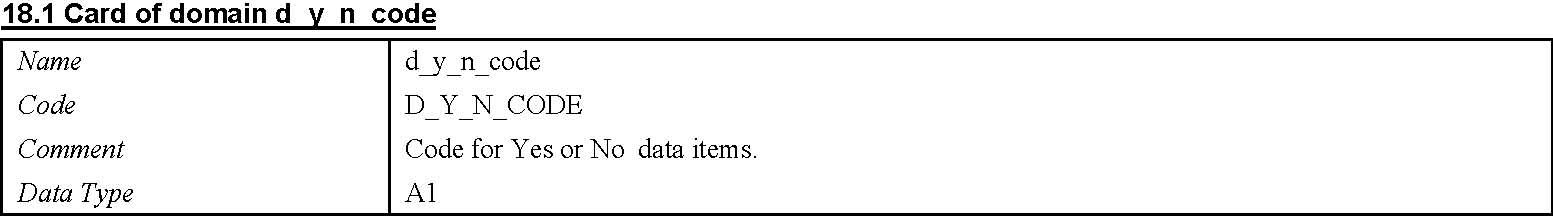 18.1 Card of domain d_y_n_code
Name d_y_n_code
Code D_Y_N_CODE
Comment Code for Yes or No data items.
Data Type A1